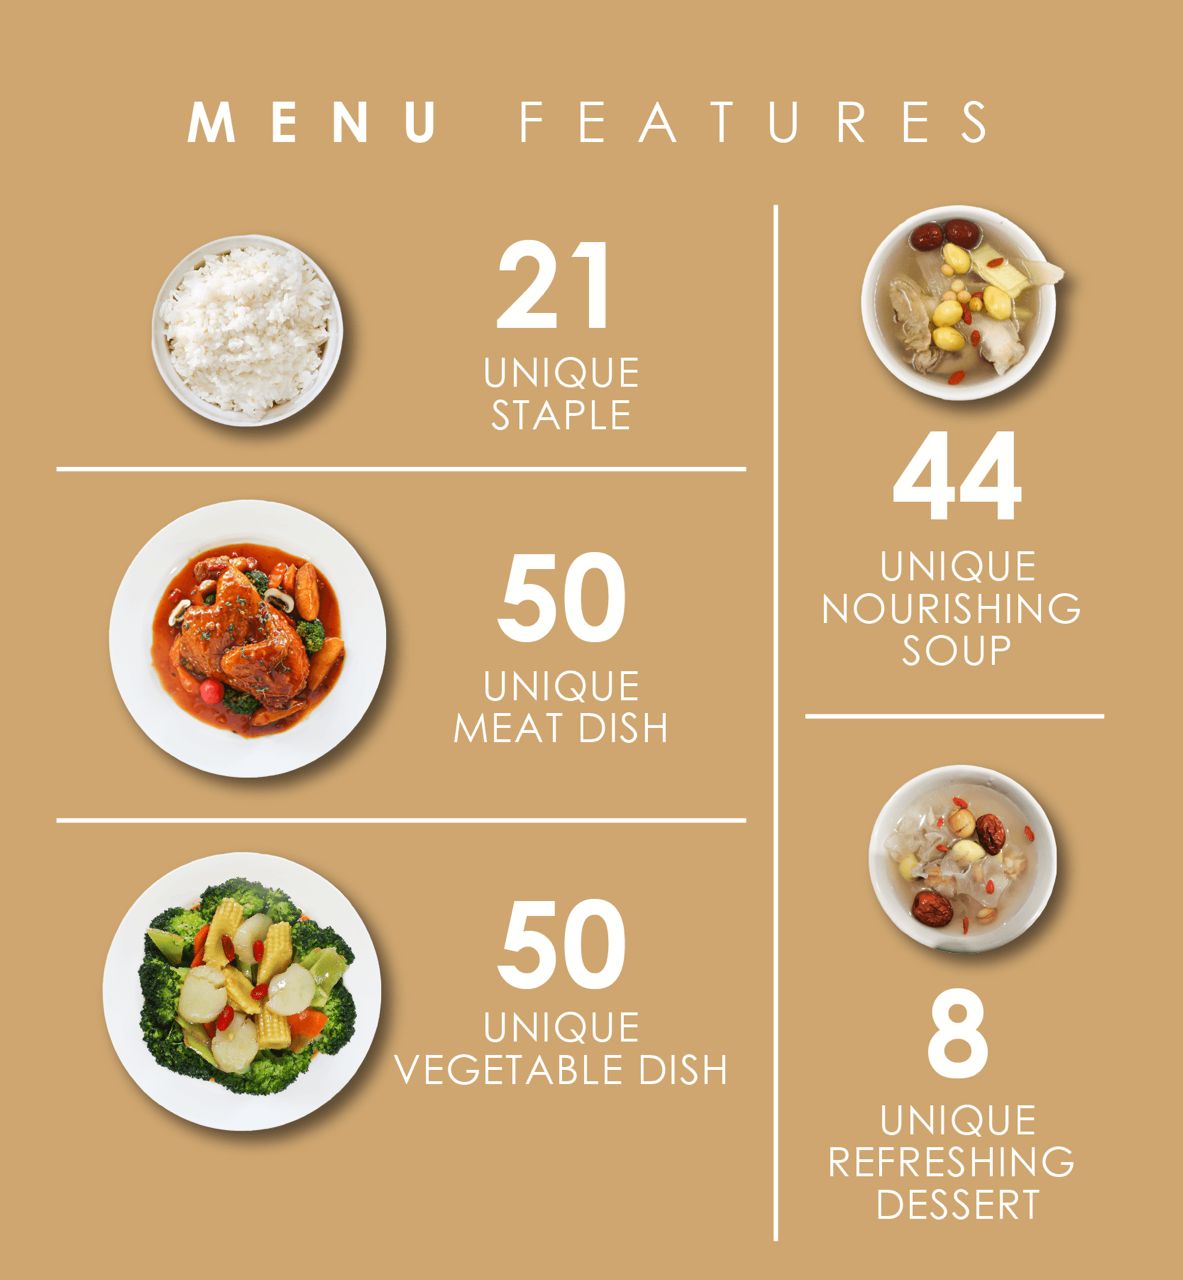 MENU FEATURES
21
UNIQUE
STAPLE
50
UNIQUE
MEAT DISH
50
UNIQUE
VEGETABLE DISH
44
UNIQUE
NOURISHING
SOUP
8
UNIQUE
REFRESHING
DESSERT